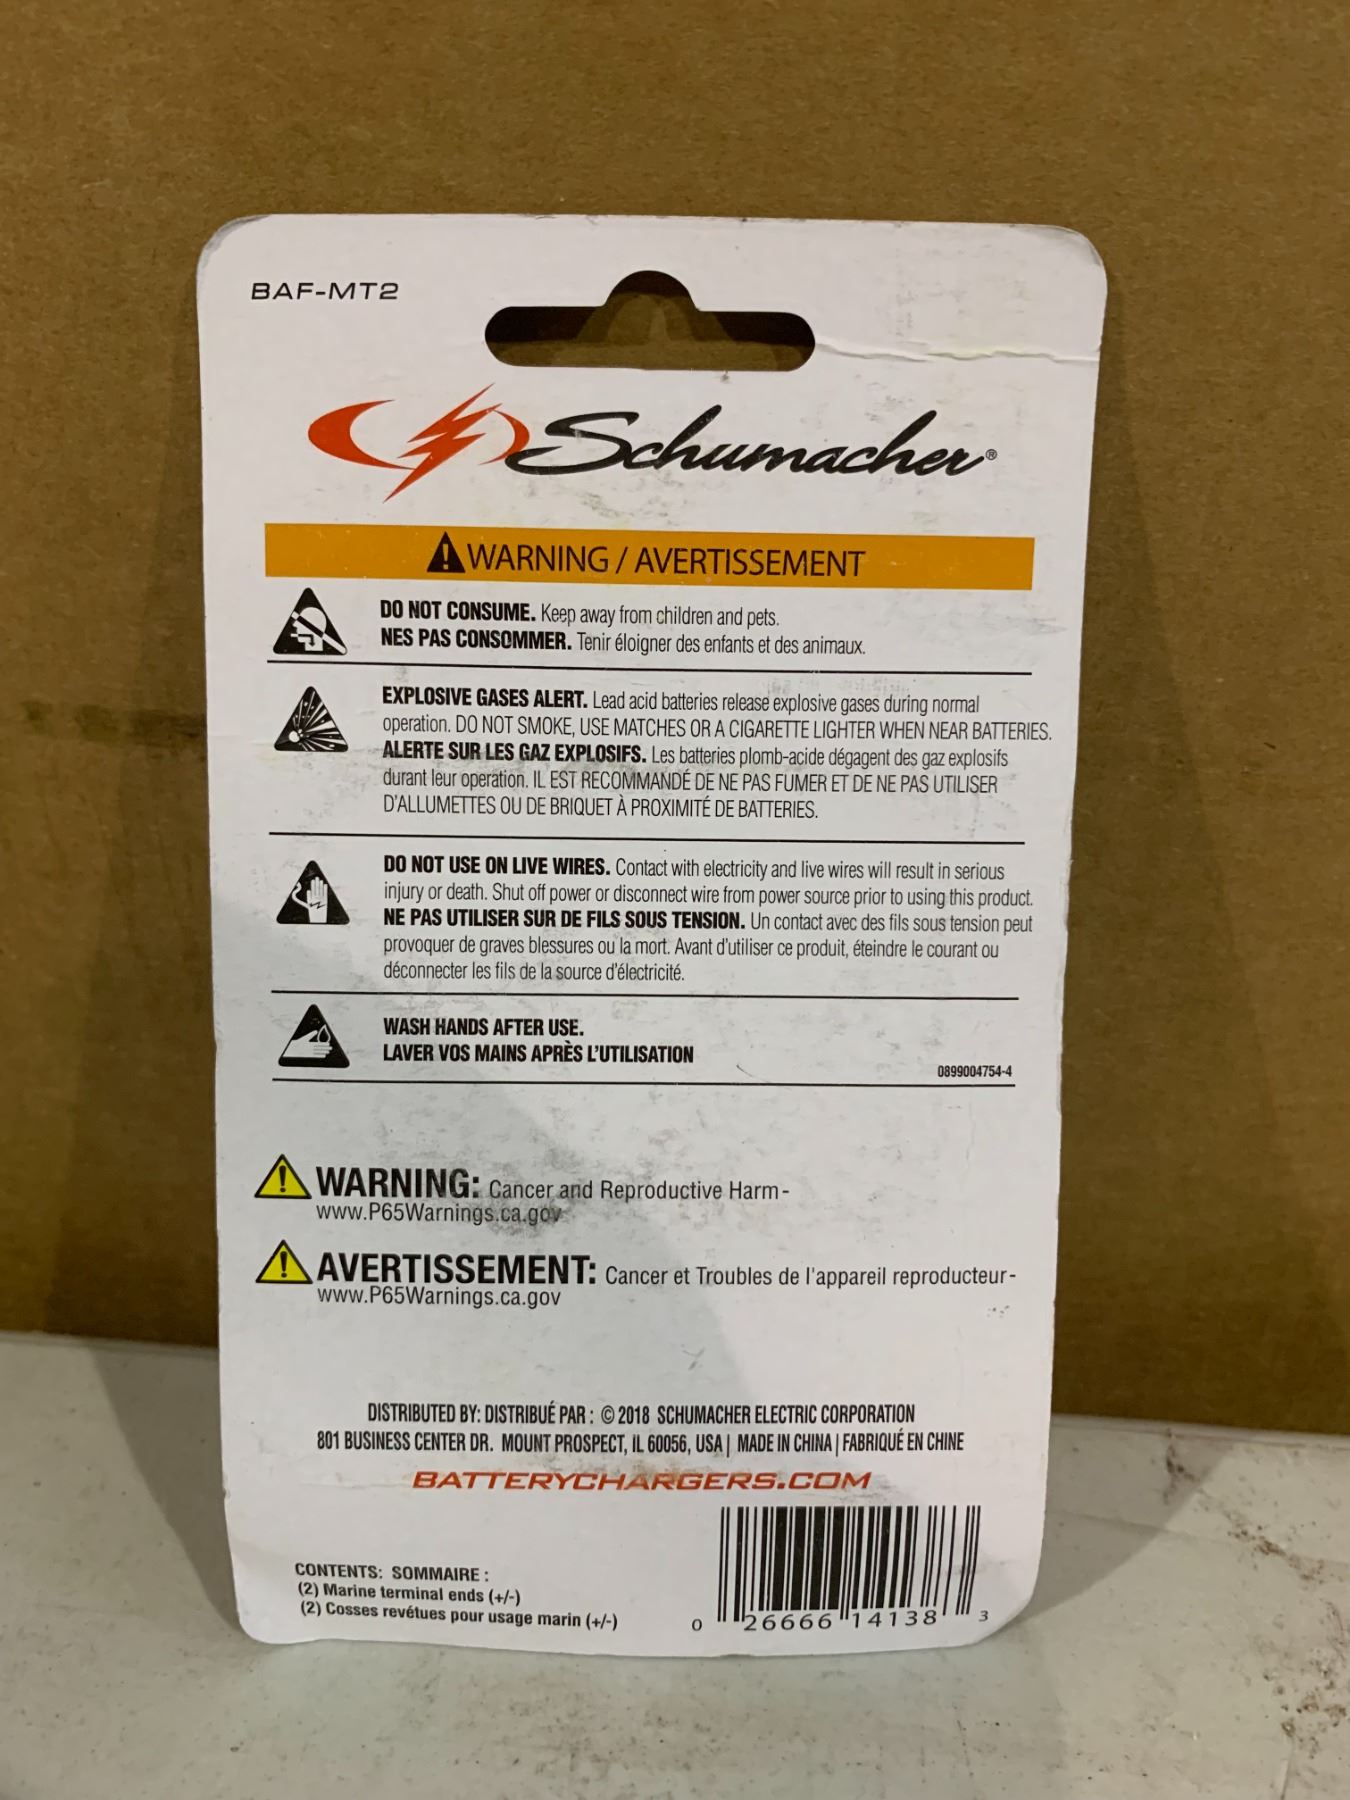 BAF-MT2
Schumacher®
WARNING / AVERTISSEMENT
DO NOT CONSUME. Keep away from children and pets.
NES PAS CONSOMMER. Tenir éloigner des enfants et des animaux.
EXPLOSIVE GASES ALERT. Lead acid batteries release explosive gases during normal
operation. DO NOT SMOKE, USE MATCHES OR A CIGARETTE LIGHTER WHEN NEAR BATTERIES.
ALERTE SUR LES GAZ EXPLOSIFS. Les batteries plomb-acide dégagent des gaz explosifs
durant leur operation. IL EST RECOMMANDÉ DE NE PAS FUMER ET DE NE PAS UTILISER
D'ALLUMETTES OU DE BRIQUET À PROXIMITÉ DE BATTERIES.
DO NOT USE ON LIVE WIRES. Contact with electricity and live wires will result in serious
injury or death. Shut off power or disconnect wire from power source prior to using this product.
NE PAS UTILISER SUR DE FILS SOUS TENSION. Un contact avec des fils sous tension peut
provoquer de graves blessures ou la mort. Avant d'utiliser ce produit, éteindre le courant ou
déconnecter les fils de la source d'électricité.
WASH HANDS AFTER USE.
LAVER VOS MAINS APRÈS L'UTILISATION
0899004754-4
WARNING: Cancer and Reproductive Harm-
www.P65Warnings.ca.gov
AVERTISSEMENT: Cancer et Troubles de l'appareil reproducteur-
www.P65Warnings.ca.gov
DISTRIBUTED BY: DISTRIBUÉ PAR : © 2018 SCHUMACHER ELECTRIC CORPORATION
801 BUSINESS CENTER DR. MOUNT PROSPECT, IL 60056, USA | MADE IN CHINA | FABRIQUÉ EN CHINE
BATTERYCHARGERS.COM
CONTENTS: SOMMAIRE :
(2) Marine terminal ends (+/-)
(2) Cosses revétues pour usage marin (+/-)
0 26666 14138 3